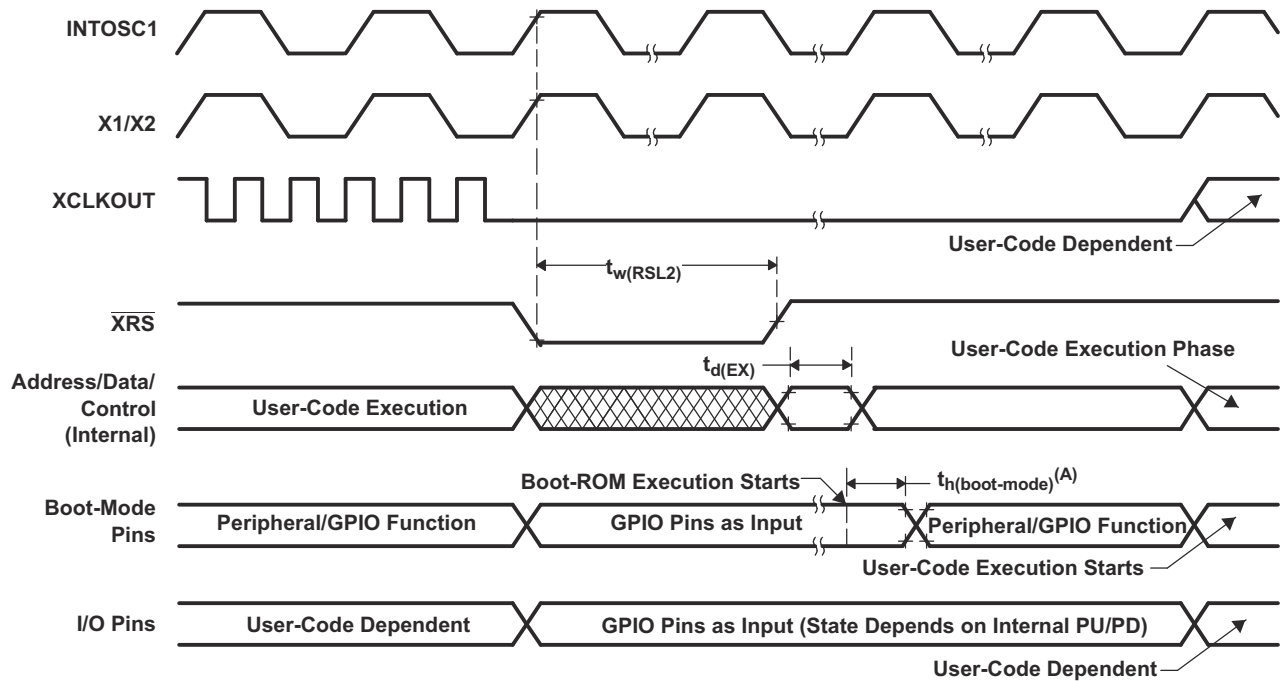 INTOSC1
X1/X2
XCLKOUT
User-Code Dependent
tw(RSL2)
XRS
User-Code Execution Phase
td(EX)
Address/Data/
Control
(Internal)
User-Code Execution
Boot-ROM Execution Starts
th(boot-mode)(A)
Boot-Mode
Pins
Peripheral/GPIO Function
GPIO Pins as Input
Peripheral/GPIO Function
User-Code Execution Starts
I/O Pins
User-Code Dependent
GPIO Pins as Input (State Depends on Internal PU/PD)
User-Code Dependent